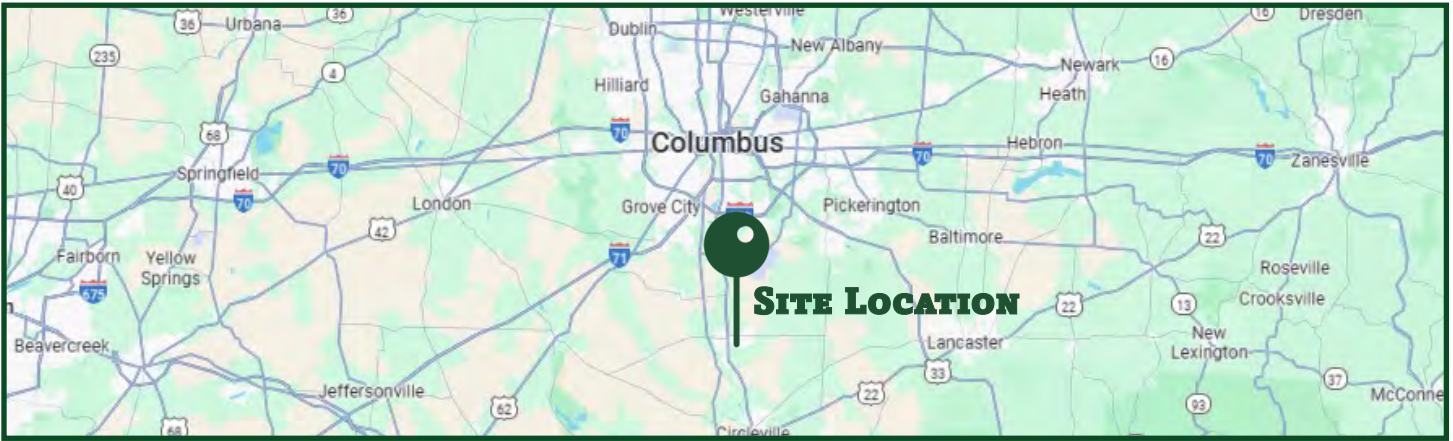 Urbana
Westerville
Dresden
36
36
16
Dublin
New Albany
235
4
Newark
16
Hilliard
Gahanna
Heath
68
70
Columbus
Hebron
70
Springfield
70
70
Zanesville
40
70
London
Grove City
Pickerington
42
Baltimore
22
Fairborn
Yellow
Springs
71
Roseville
675
Site Location
22
13
Crooksville
Beavercreek
Lancaster
New
Lexington
33
37
Jeffersonville
62
22
93
McConne
68
Circleville